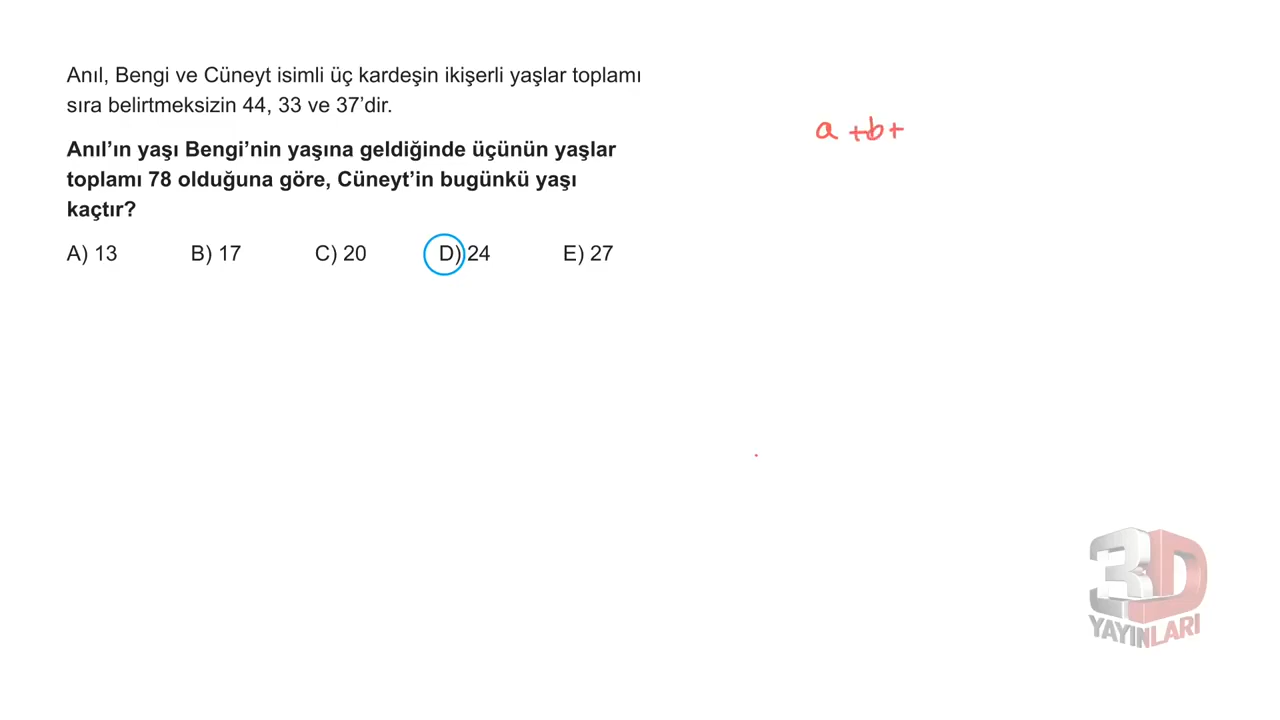 Anıl, Bengi ve Cüneyt isimli üç kardeşin ikişerli yaşlar toplamı
sıra belirtmeksizin 44, 33 ve 37’dir.
a +b+
Anıl’ın yaşı Bengi’nin yaşına geldiğinde üçünün yaşlar
toplamı 78 olduğuna göre, Cüneyt’in bugünkü yaşı
kaçtır?
A) 13 B) 17 C) 20 D) 24 E) 27
3D
YAYINLARI